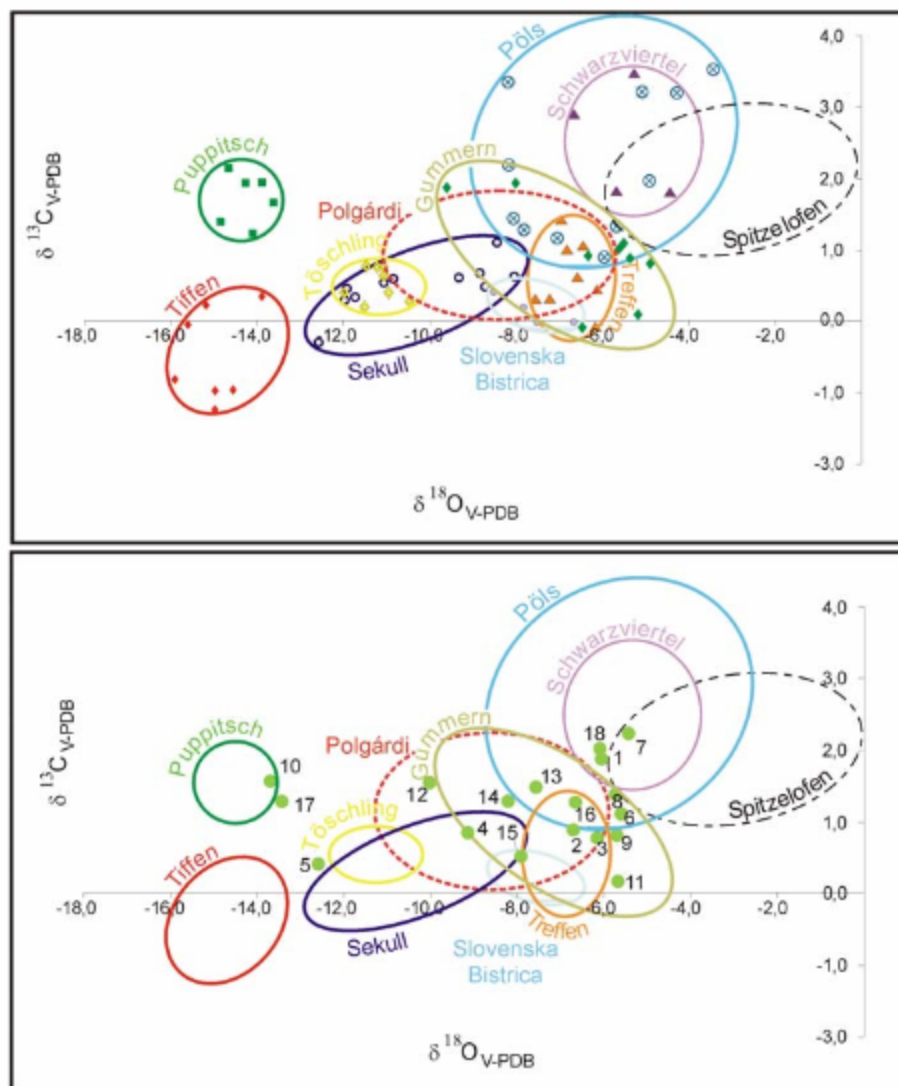 4,0
Pöls
Schwarzviertel
3,0
Puppitsch
Gummern
2,0
δ 13C V-PDB
Polgárdi
Spitzelofen
Töschling
1,0
Tiffen
Treffen
0,0
-18,0 -16,0 -14,0 -12,0 -10,0 -8,0 -6,0 -4,0 -2,0
Sekull
Slovenska
Bistrica
-1,0
-3,0
δ 18O V-PDB
Pöls
4,0
Schwarzviertel
3,0
Gummern
Puppitsch
Polgárdi
18
7
2,0
1
δ 13C V-PDB
10
12
13
Spitzelofen
17
14
8
Töschling
16
6
1,0
4
15
2
3
9
5
Tiffen
11
0,0
-18,0 -16,0 -14,0 -12,0 -10,0 -8,0 -6,0 -4,0 -2,0
Treffen
Sekull
Slovenska
Bistrica
-1,0
-3,0
δ 18O V-PDB